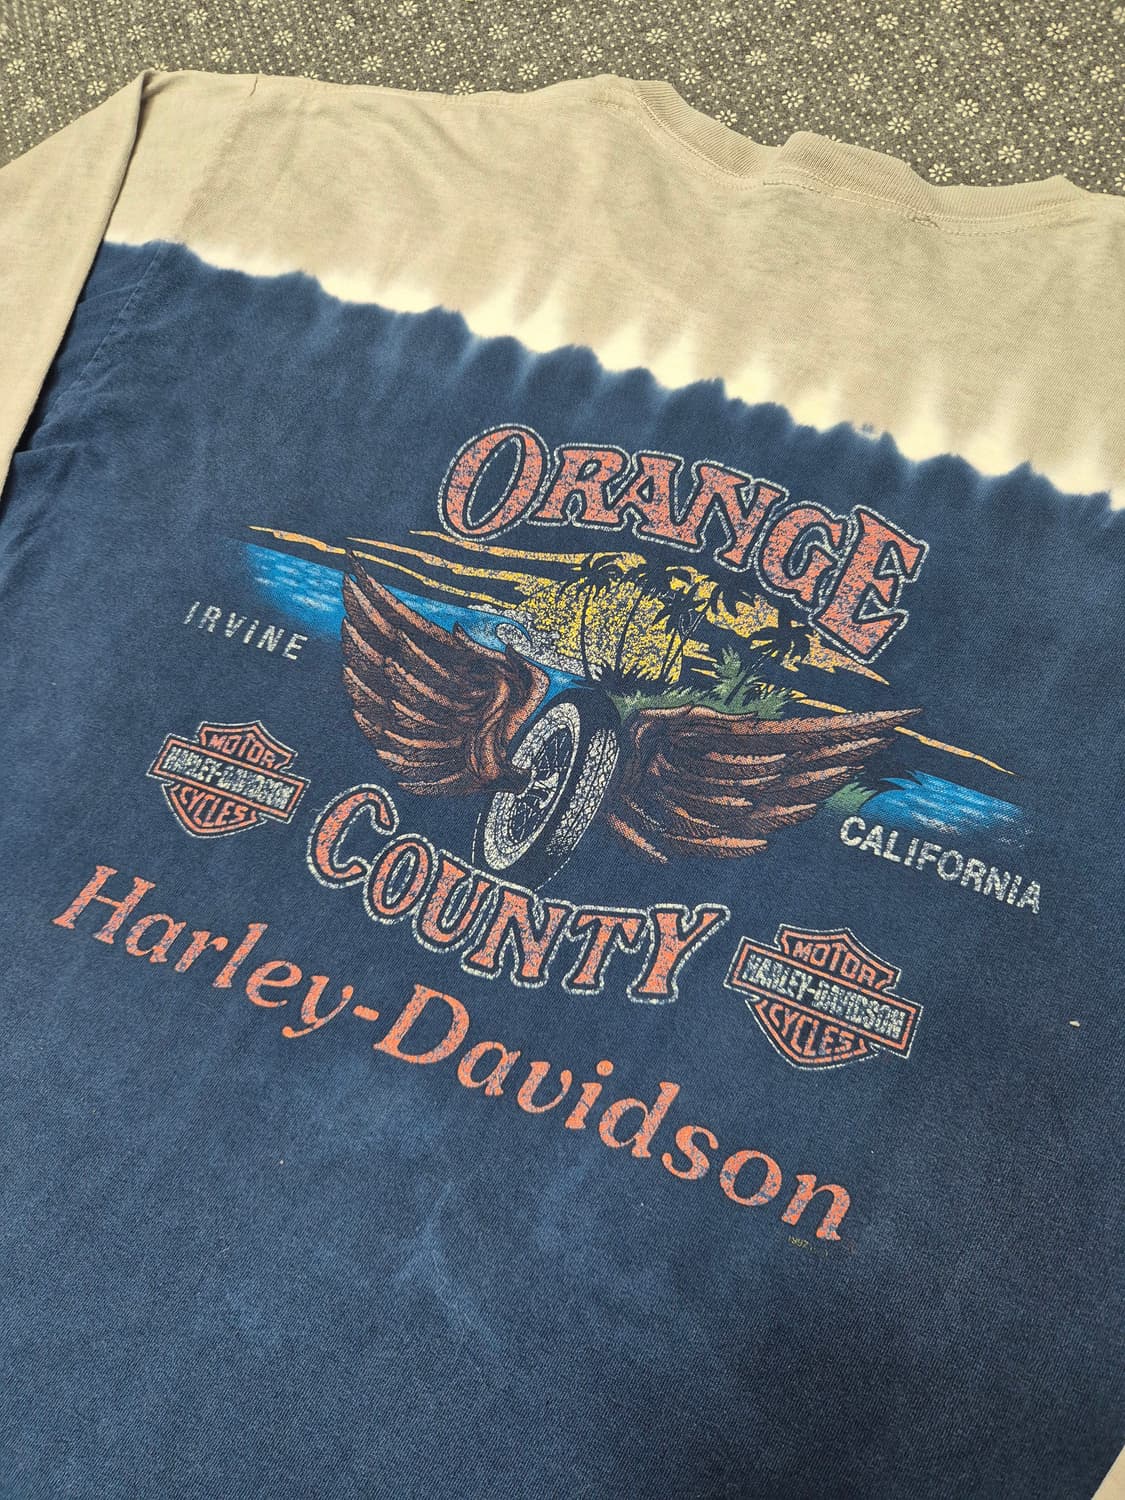 ORANGE
IRVINE
CALIFORNIA
MOTOR
HARLEY-DAVIDSON
CYCLES
COUNTY
MOTOR
HARLEY-DAVIDSON
CYCLES
Harley-Davidson